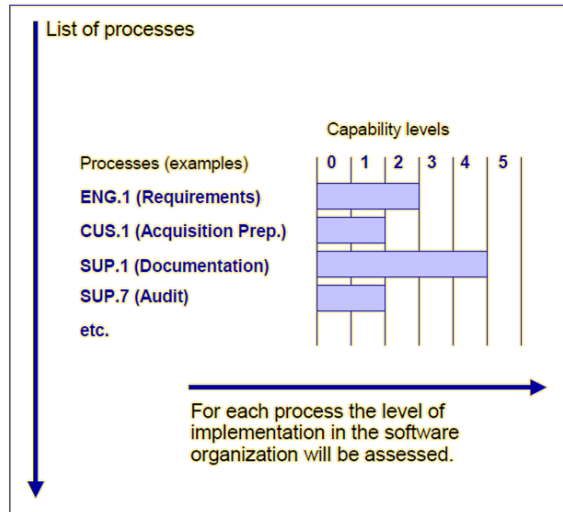 List of processes
Capability levels
Processes (examples) 0 1 2 3 4 5
ENG.1 (Requirements)
CUS.1 (Acquisition Prep.)
SUP.1 (Documentation)
SUP.7 (Audit)
etc.
For each process the level of
implementation in the software
organization will be assessed.